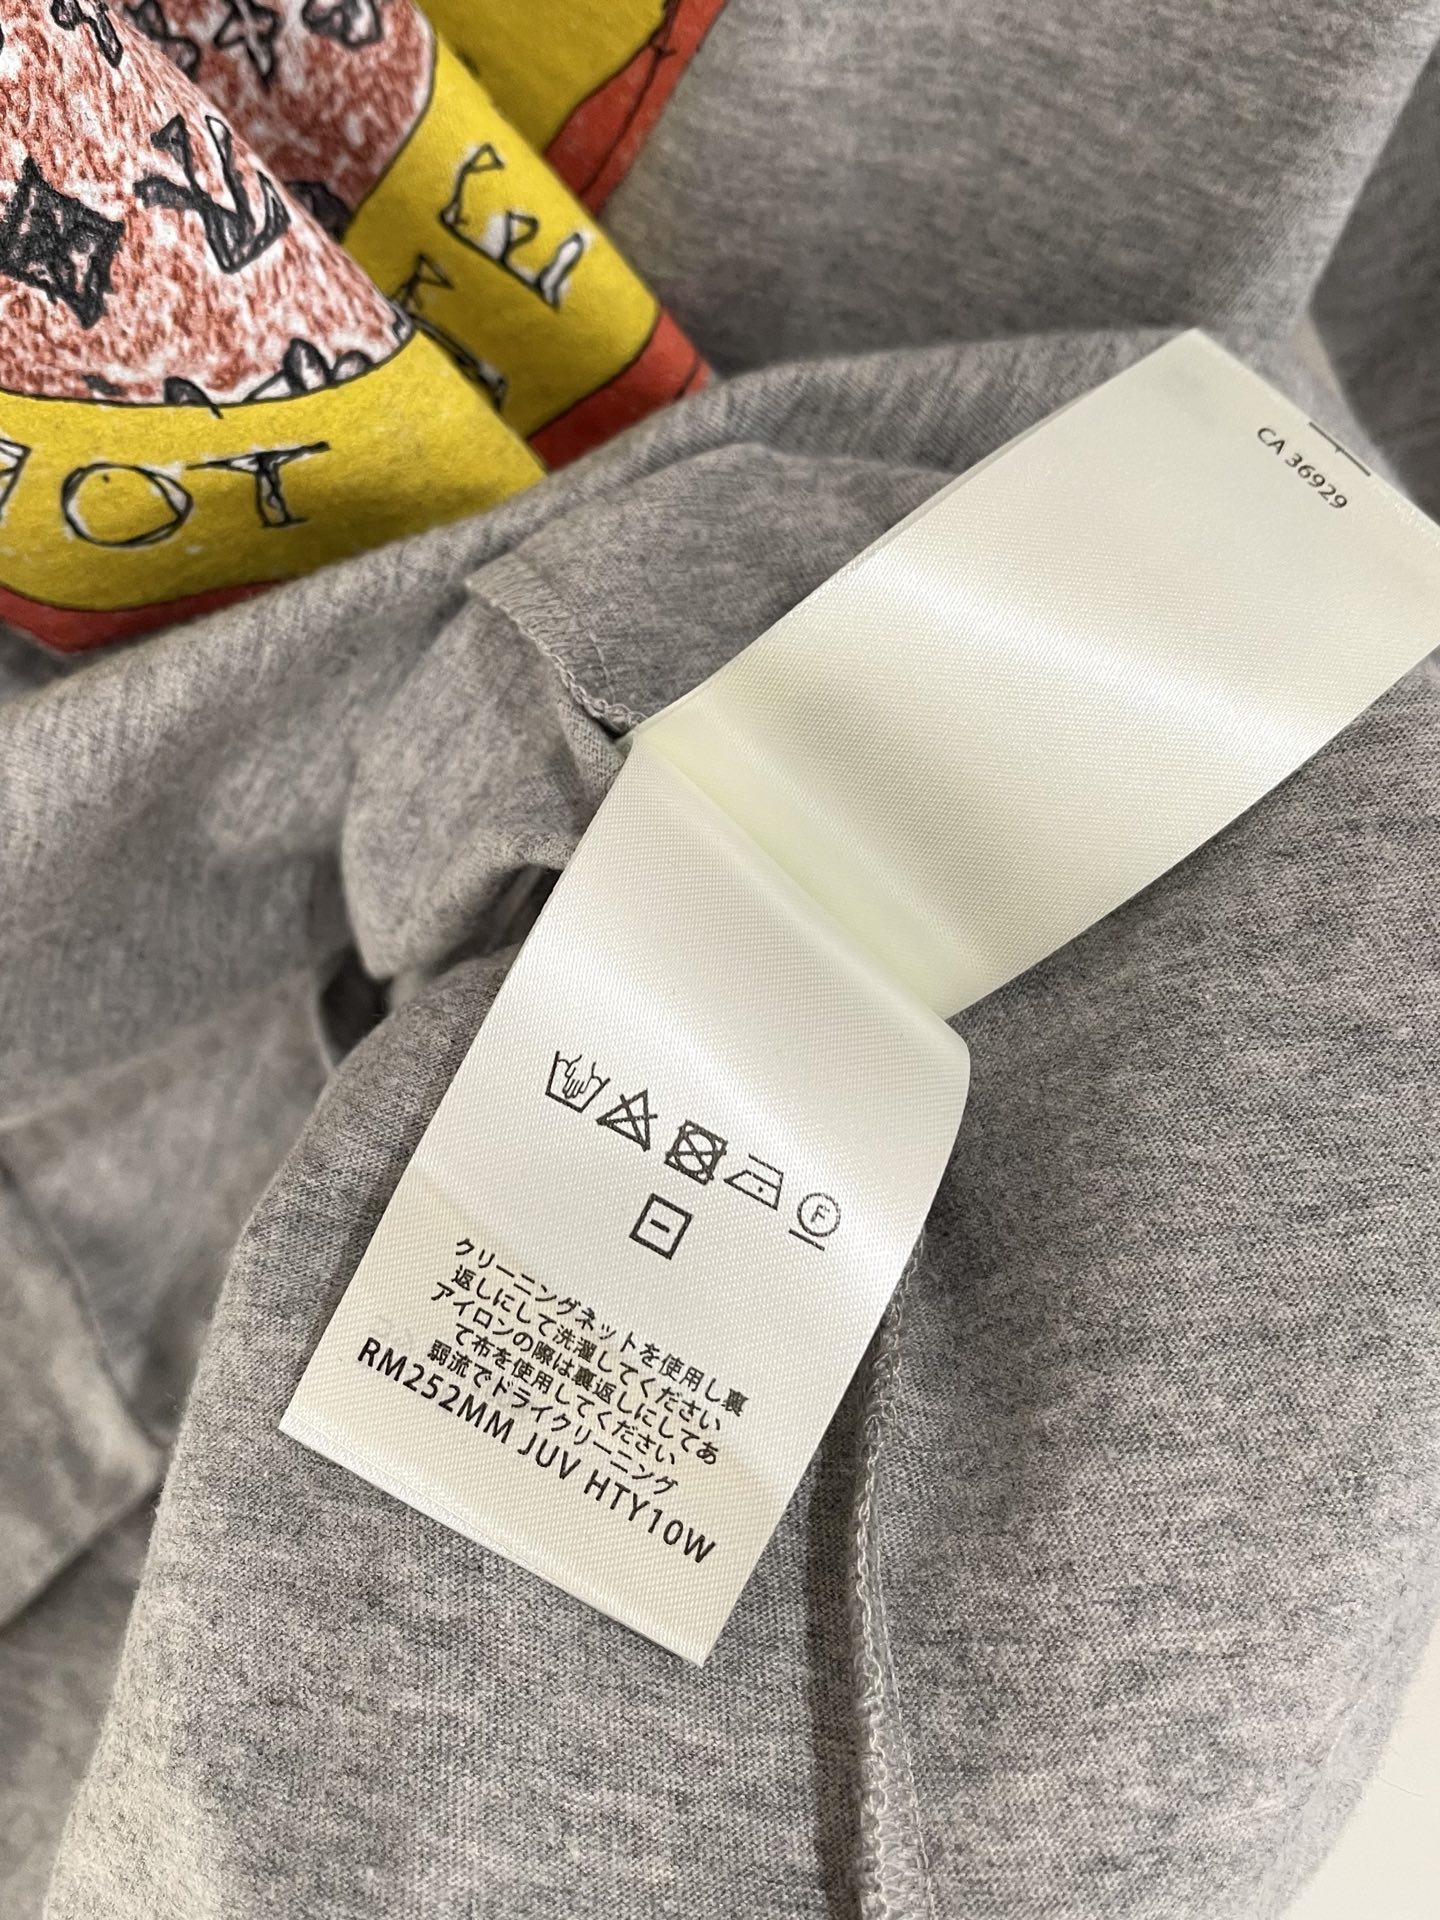 TOF
CA 36929
F
クリーニングネットを使用し裏
返しにして洗濯してください
アイロンの際は裏返しにしてあ
て布を使用してください
弱流でドライクリーニング
RM252MM JUV HTY10W